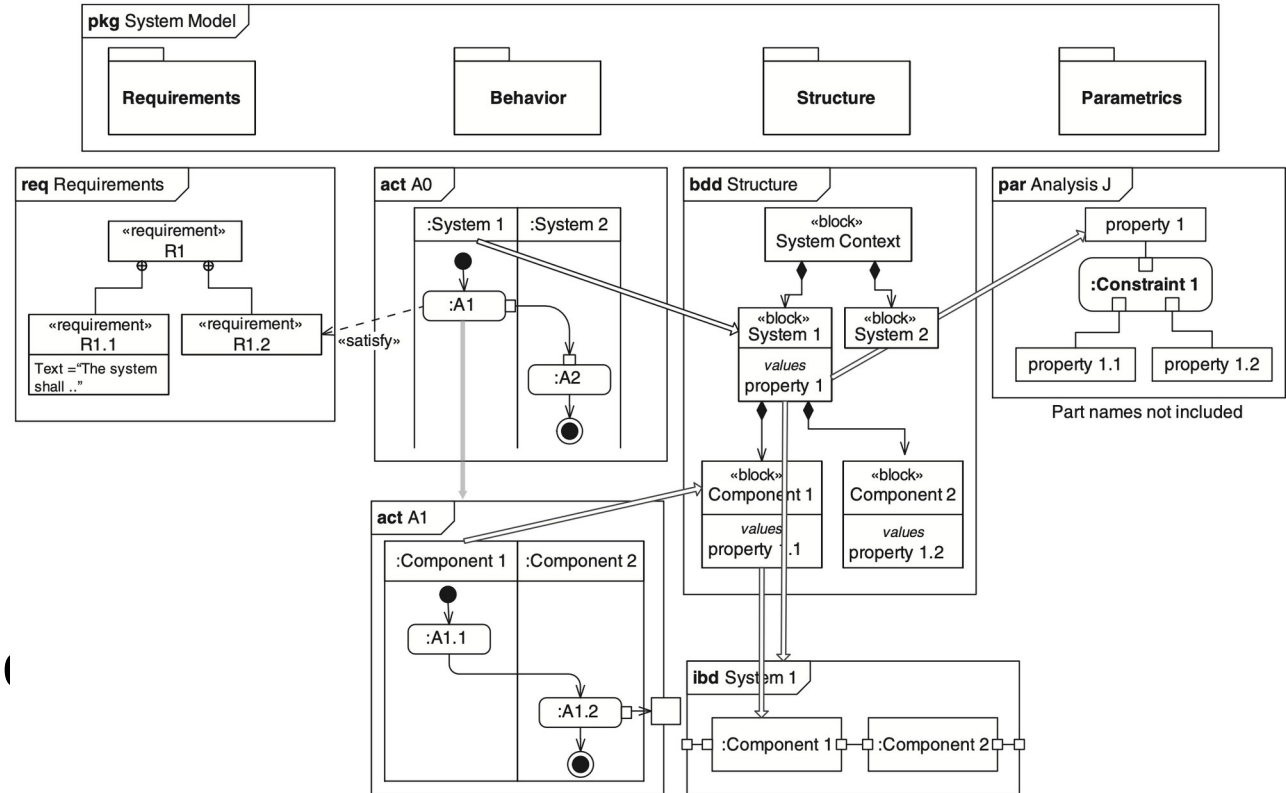 pkg System Model
Requirements
Behavior
Structure
Parametrics
req Requirements
«requirement»
R1
«requirement»
R1.1
Text =“The system
shall ..”
«requirement»
R1.2
«satisfy»
act A0
:System 1
:System 2
:A1
:A2
bdd Structure
«block»
System Context
«block»
System 1
values
property 1
«block»
System 2
«block»
Component 1
values
property 1.1
«block»
Component 2
values
property 1.2
par Analysis J
property 1
:Constraint 1
property 1.1
property 1.2
Part names not included
act A1
:Component 1
:Component 2
:A1.1
:A1.2
ibd System 1
:Component 1
:Component 2